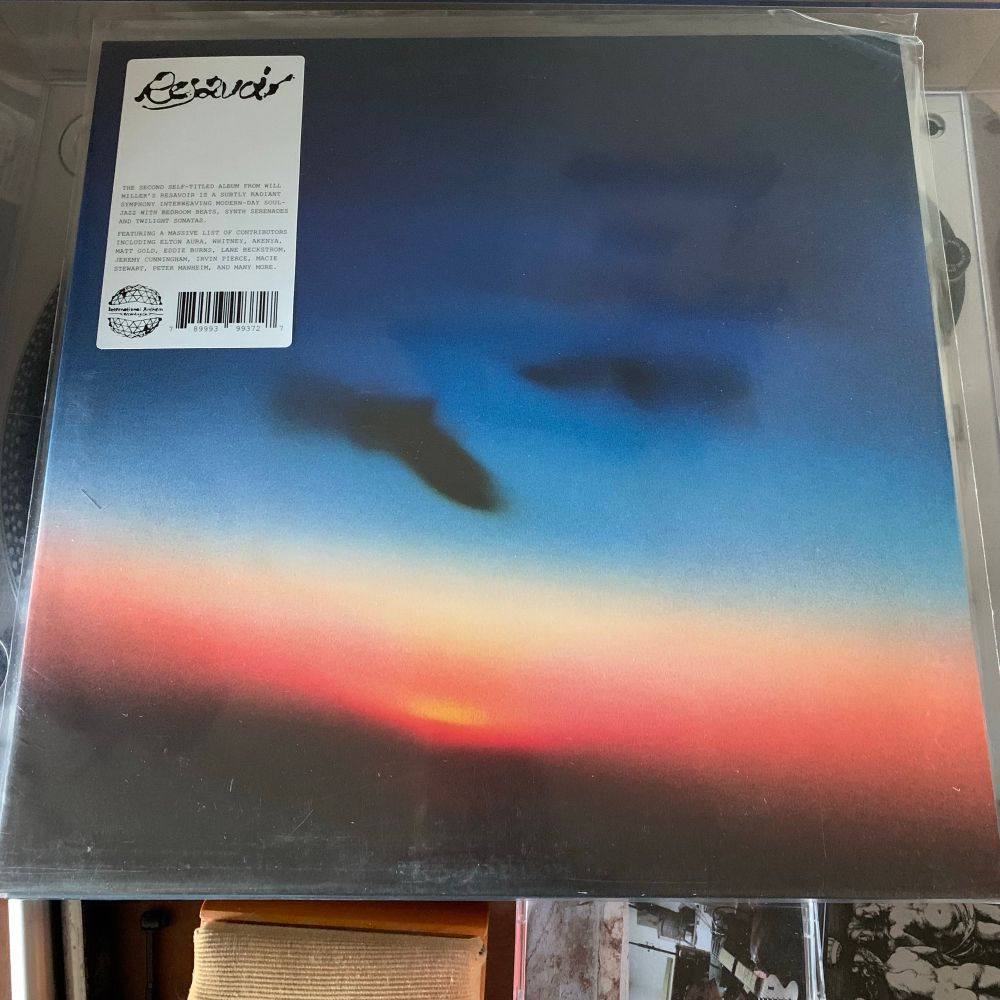 Resavoir
THE SECOND SELF-TITLED ALBUM FROM WILL
MILLER'S RESAVOIR IS A SUBTLY RADIANT
SYMPHONY INTERWEAVING MODERN-DAY SOUL-
JAZZ WITH BEDROOM BEATS, SYNTH SERENADES
AND TWILIGHT SONATAS.
FEATURING A MASSIVE LIST OF CONTRIBUTORS
INCLUDING ELTON AURA, WHITNEY, AKENYA,
MATT GOLD, EDDIE BURNS, LANE BECKSTROM,
JEREMY CUNNINGHAM, IRVIN PIERCE, MACIE
STEWART, PETER MANHEIM, AND MANY MORE.
International Anthem
Recording Co.
7 89993 99372 7